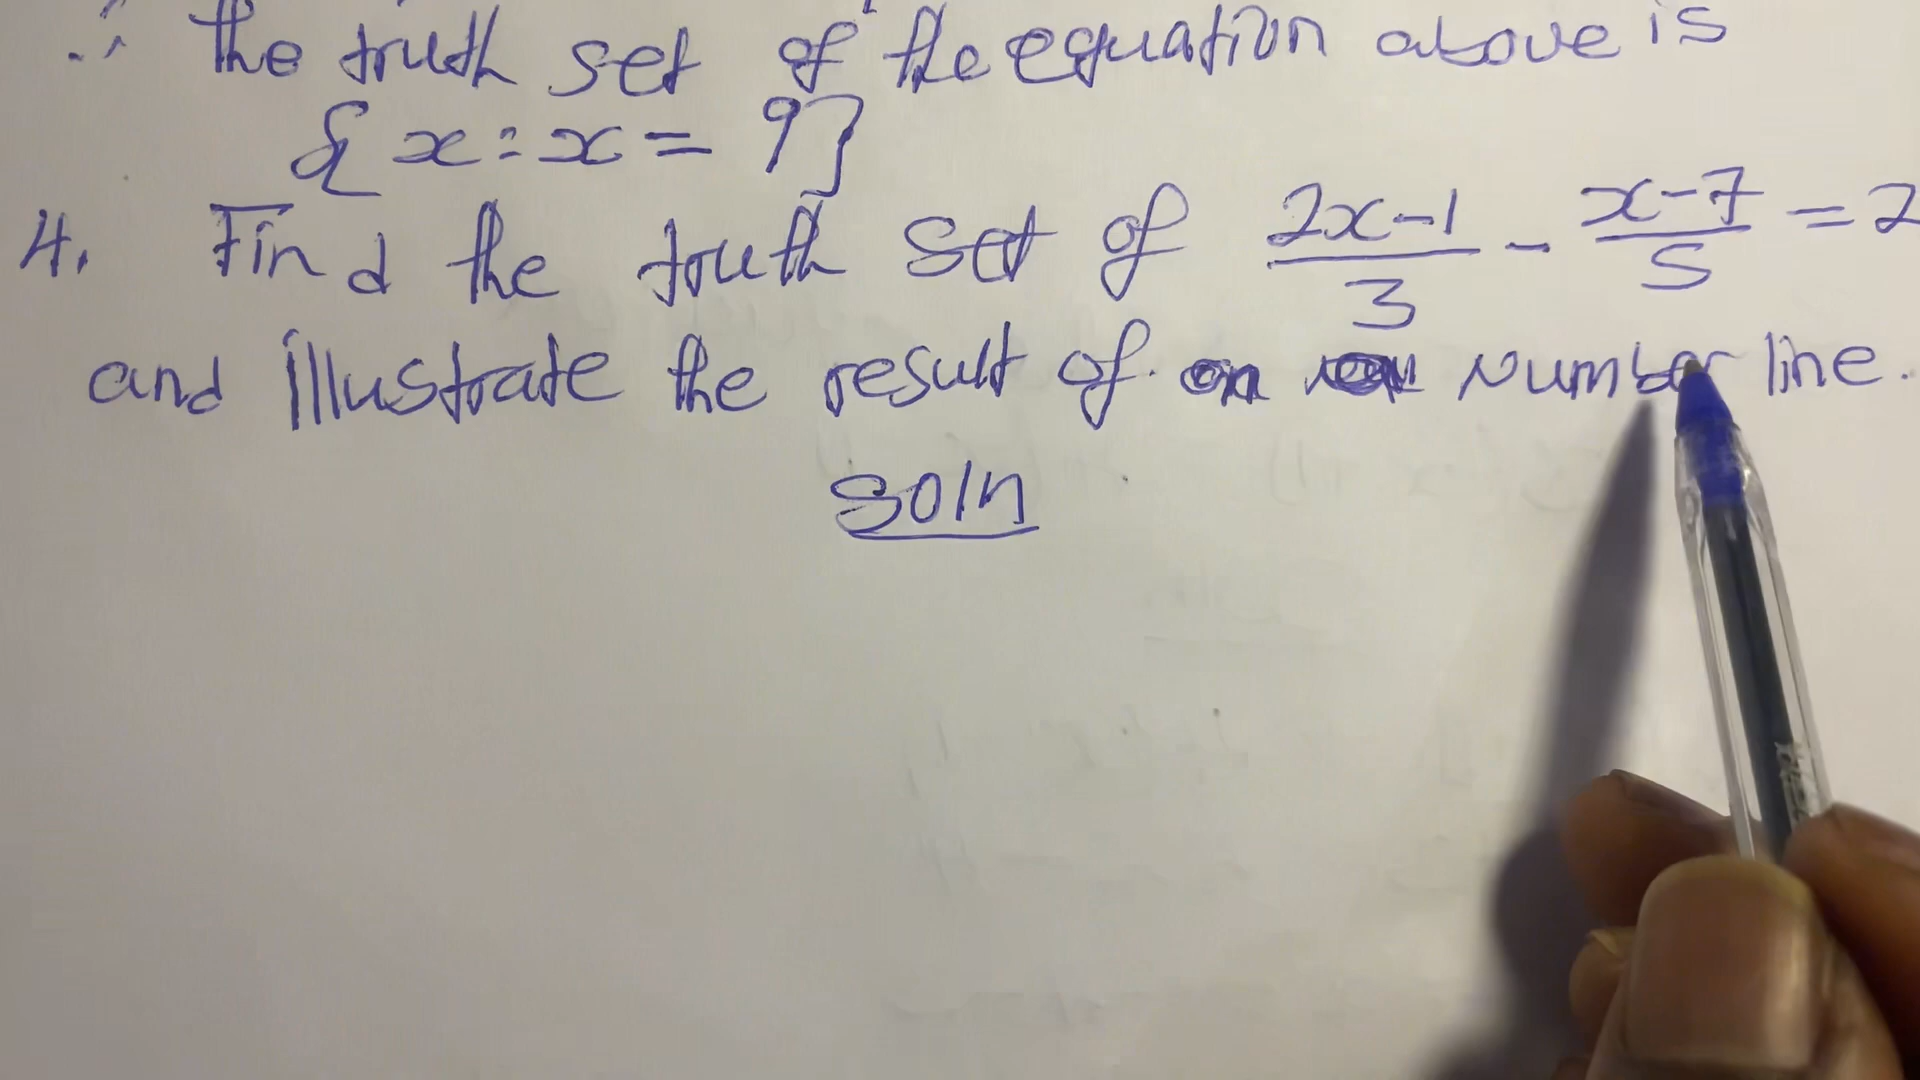 ∴ the truth set of the equation above is
{x : x = 9}
4. Find the truth set of (2x-1)/3 - (x-7)/5 = 2
and illustrate the result of on number line.
soln